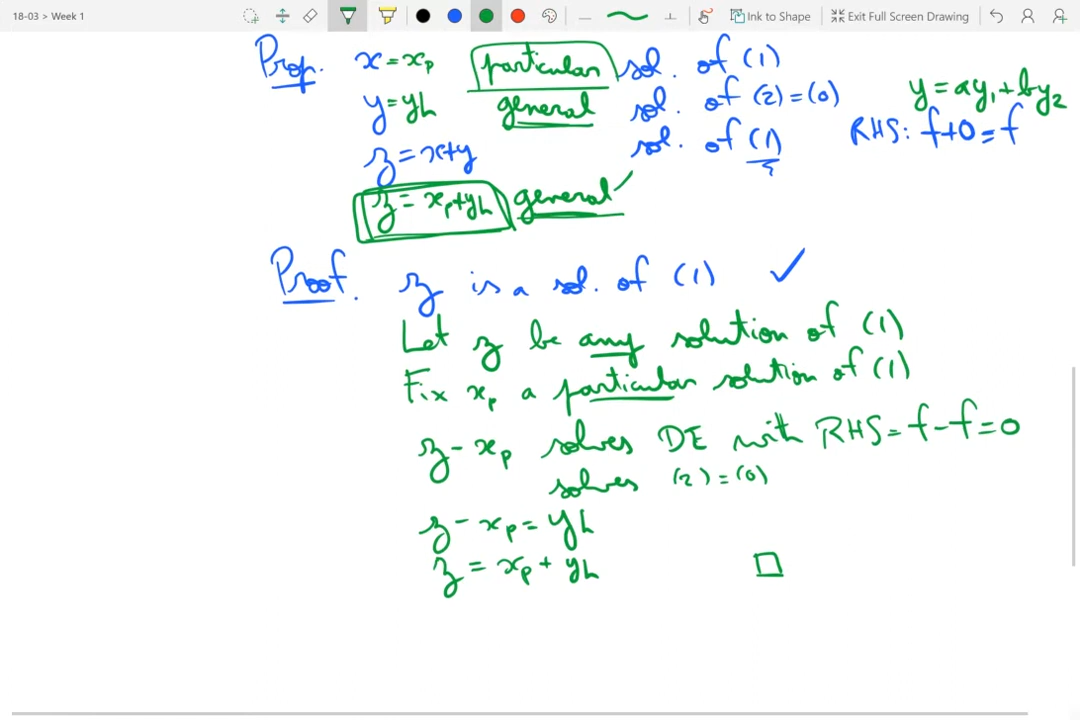 18-03 > Week 1
Ink to Shape
Exit Full Screen Drawing
Prop. x = xₚ particular sol. of (1)
y = yₕ general sol. of (2) = (0)
y = ay₁ + by₂
z = x+y sol. of (1)
RHS: f+0 = f
z = xₚ + yₕ general
Proof. z is a sol. of (1) ✓
Let z be any solution of (1)
Fix xₚ a particular solution of (1)
z - xₚ solves DE with RHS = f - f = 0
solves (2) = (0)
z - xₚ = yₕ
z = xₚ + yₕ □